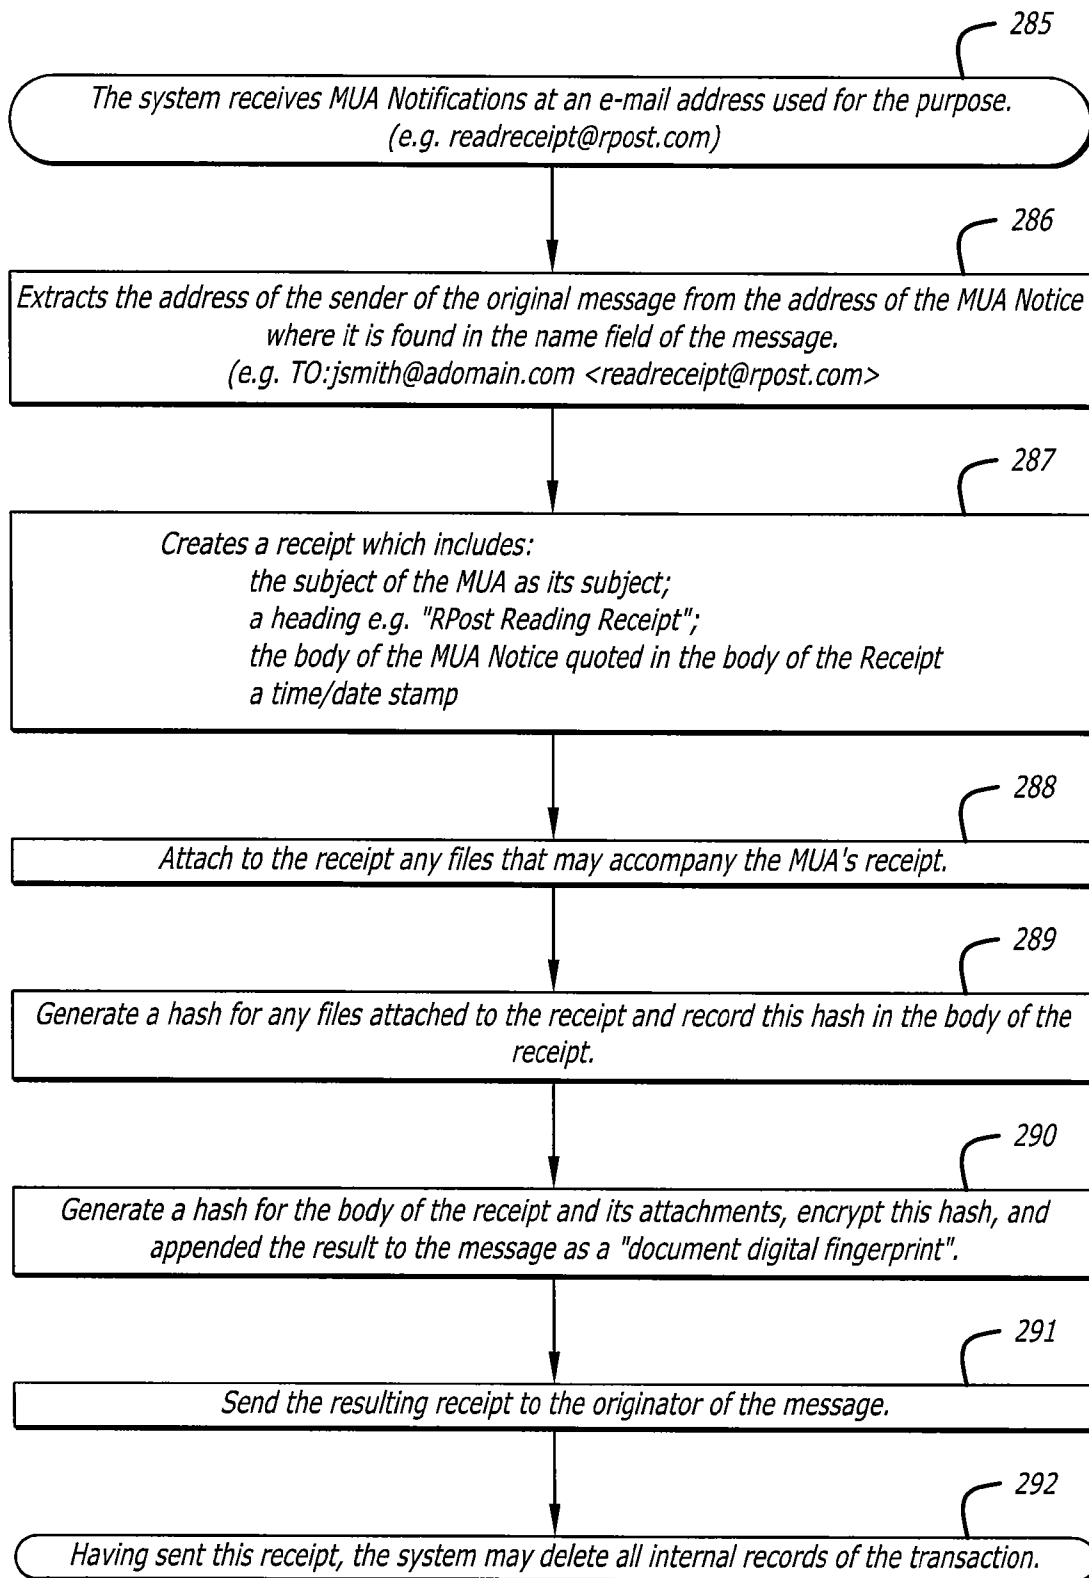 285
The system receives MUA Notifications at an e-mail address used for the purpose.
(e.g. readreceipt@rpost.com)
286
Extracts the address of the sender of the original message from the address of the MUA Notice
where it is found in the name field of the message.
(e.g. TO:jsmith@adomain.com <readreceipt@rpost.com>
287
Creates a receipt which includes:
the subject of the MUA as its subject;
a heading e.g. "RPost Reading Receipt";
the body of the MUA Notice quoted in the body of the Receipt
a time/date stamp
288
Attach to the receipt any files that may accompany the MUA's receipt.
289
Generate a hash for any files attached to the receipt and record this hash in the body of the
receipt.
290
Generate a hash for the body of the receipt and its attachments, encrypt this hash, and
appended the result to the message as a "document digital fingerprint".
291
Send the resulting receipt to the originator of the message.
292
Having sent this receipt, the system may delete all internal records of the transaction.